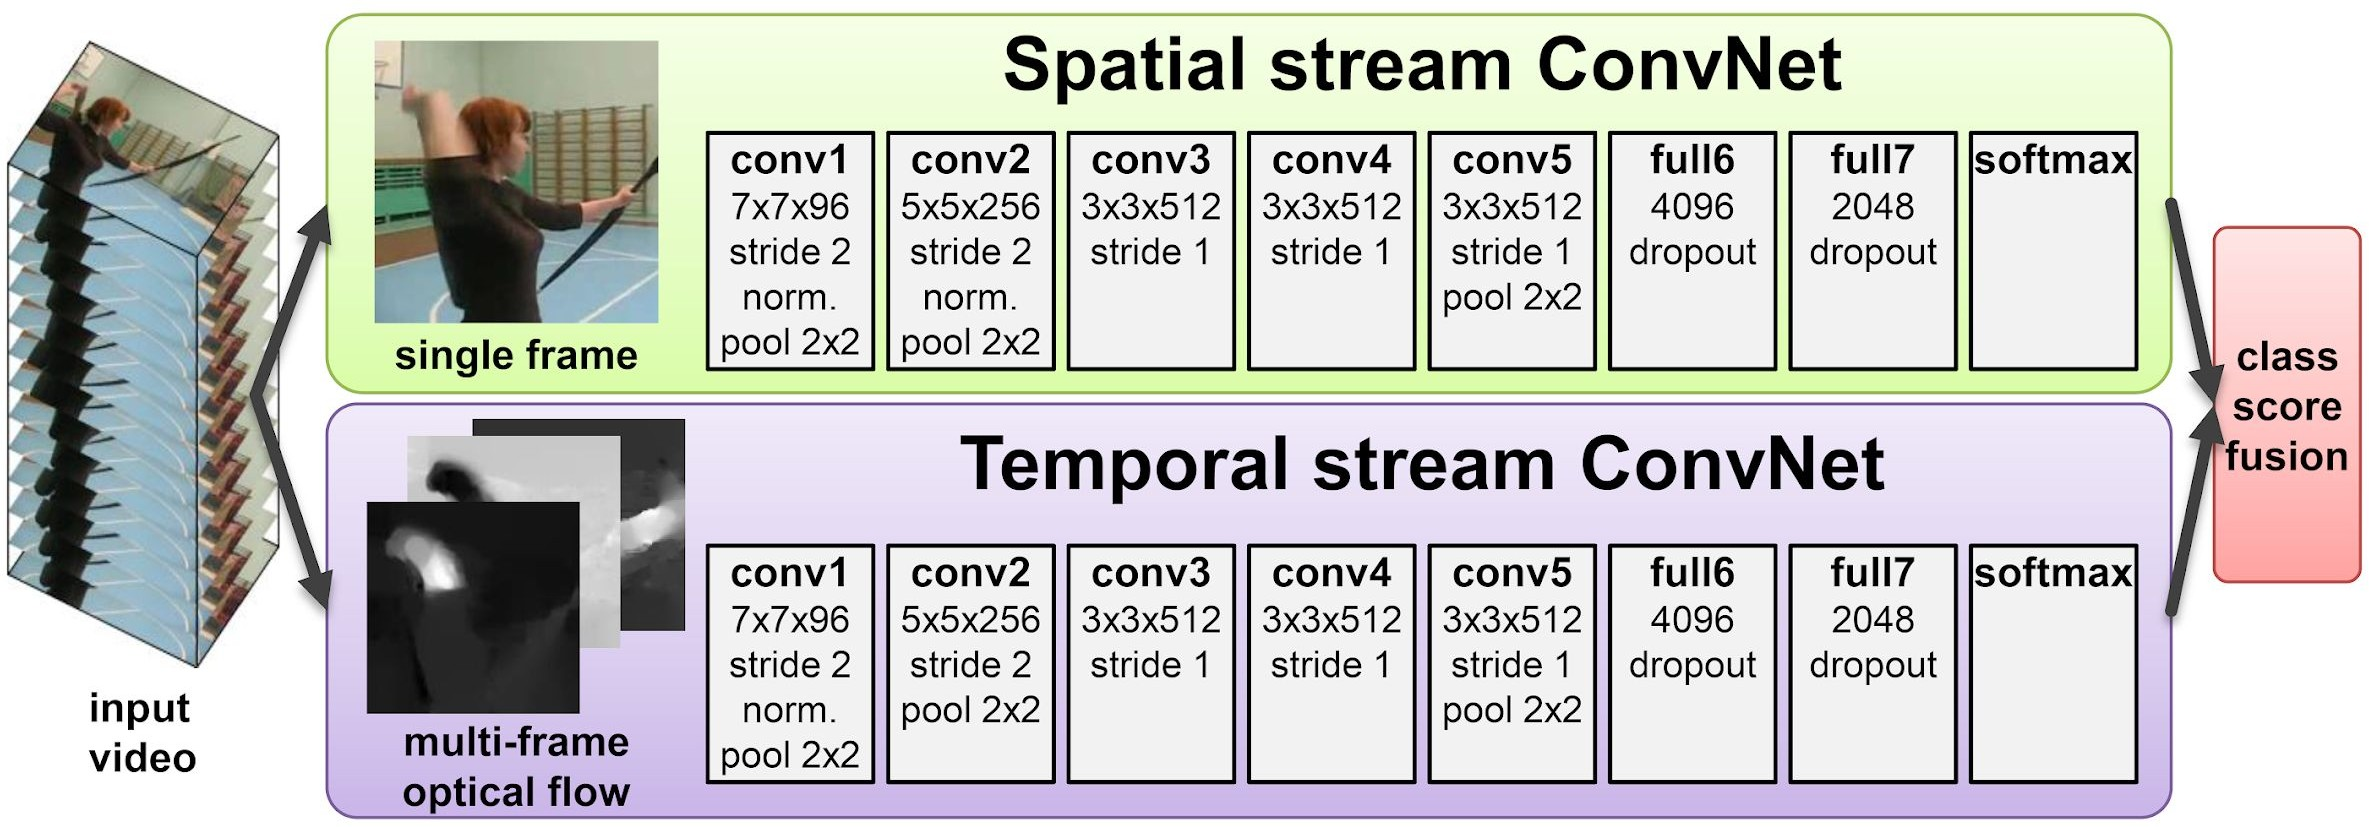 Spatial stream ConvNet
single frame
conv1
7x7x96
stride 2
norm.
pool 2x2
conv2
5x5x256
stride 2
norm.
pool 2x2
conv3
3x3x512
stride 1
conv4
3x3x512
stride 1
conv5
3x3x512
stride 1
pool 2x2
full6
4096
dropout
full7
2048
dropout
softmax
input
video
Temporal stream ConvNet
multi-frame
optical flow
conv1
7x7x96
stride 2
norm.
pool 2x2
conv2
5x5x256
stride 2
pool 2x2
conv3
3x3x512
stride 1
conv4
3x3x512
stride 1
conv5
3x3x512
stride 1
pool 2x2
full6
4096
dropout
full7
2048
dropout
softmax
class
score
fusion